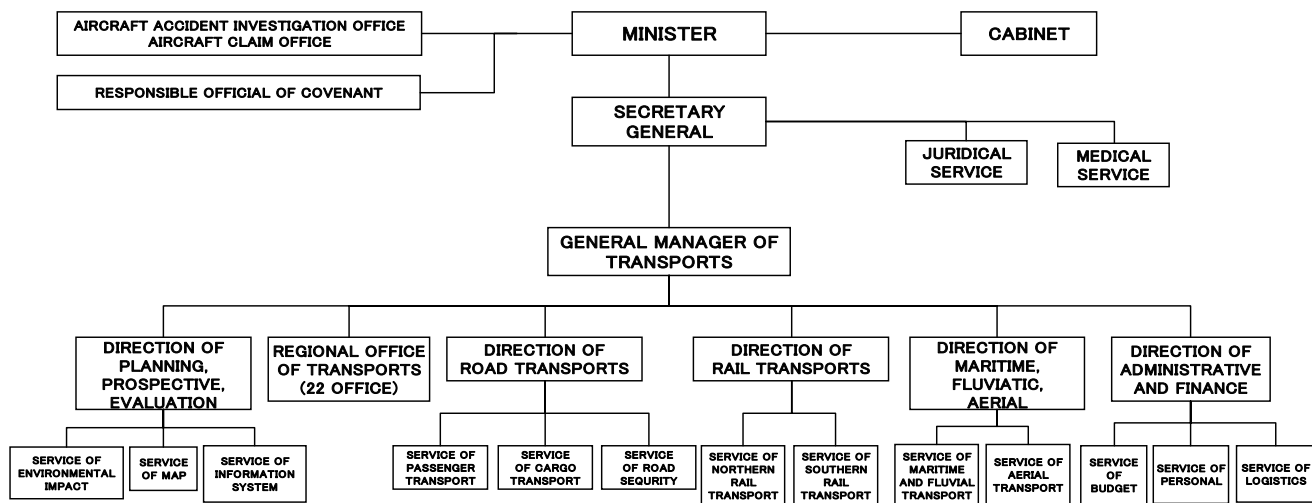 AIRCRAFT ACCIDENT INVESTIGATION OFFICE
AIRCRAFT CLAIM OFFICE
MINISTER
CABINET
RESPONSIBLE OFFICIAL OF COVENANT
SECRETARY
GENERAL
JURIDICAL
SERVICE
MEDICAL
SERVICE
GENERAL MANAGER OF
TRANSPORTS
DIRECTION OF
PLANNING,
PROSPECTIVE,
EVALUATION
REGIONAL OFFICE
OF TRANSPORTS
(22 OFFICE)
DIRECTION OF
ROAD TRANSPORTS
DIRECTION OF
RAIL TRANSPORTS
DIRECTION OF
MARITIME,
FLUVIATIC,
AERIAL
DIRECTION OF
ADMINISTRATIVE
AND FINANCE
SERVICE OF
ENVIRONMENTAL
IMPACT
SERVICE
OF MAP
SERVICE OF
INFORMATION
SYSTEM
SERVICE OF
PASSENGER
TRANSPORT
SERVICE
OF CARGO
TRANSPORT
SERVICE
OF ROAD
SEQURITY
SERVICE OF
NORTHERN
RAIL
TRANSPORT
SERVICE OF
SOUTHERN
RAIL
TRANSPORT
SERVICE OF
MARITIME
AND FLUVIAL
TRANSPORT
SERVICE OF
AERIAL
TRANSPORT
SERVICE
OF
BUDGET
SERVICE OF
PERSONAL
SERVICE OF
LOGISTICS